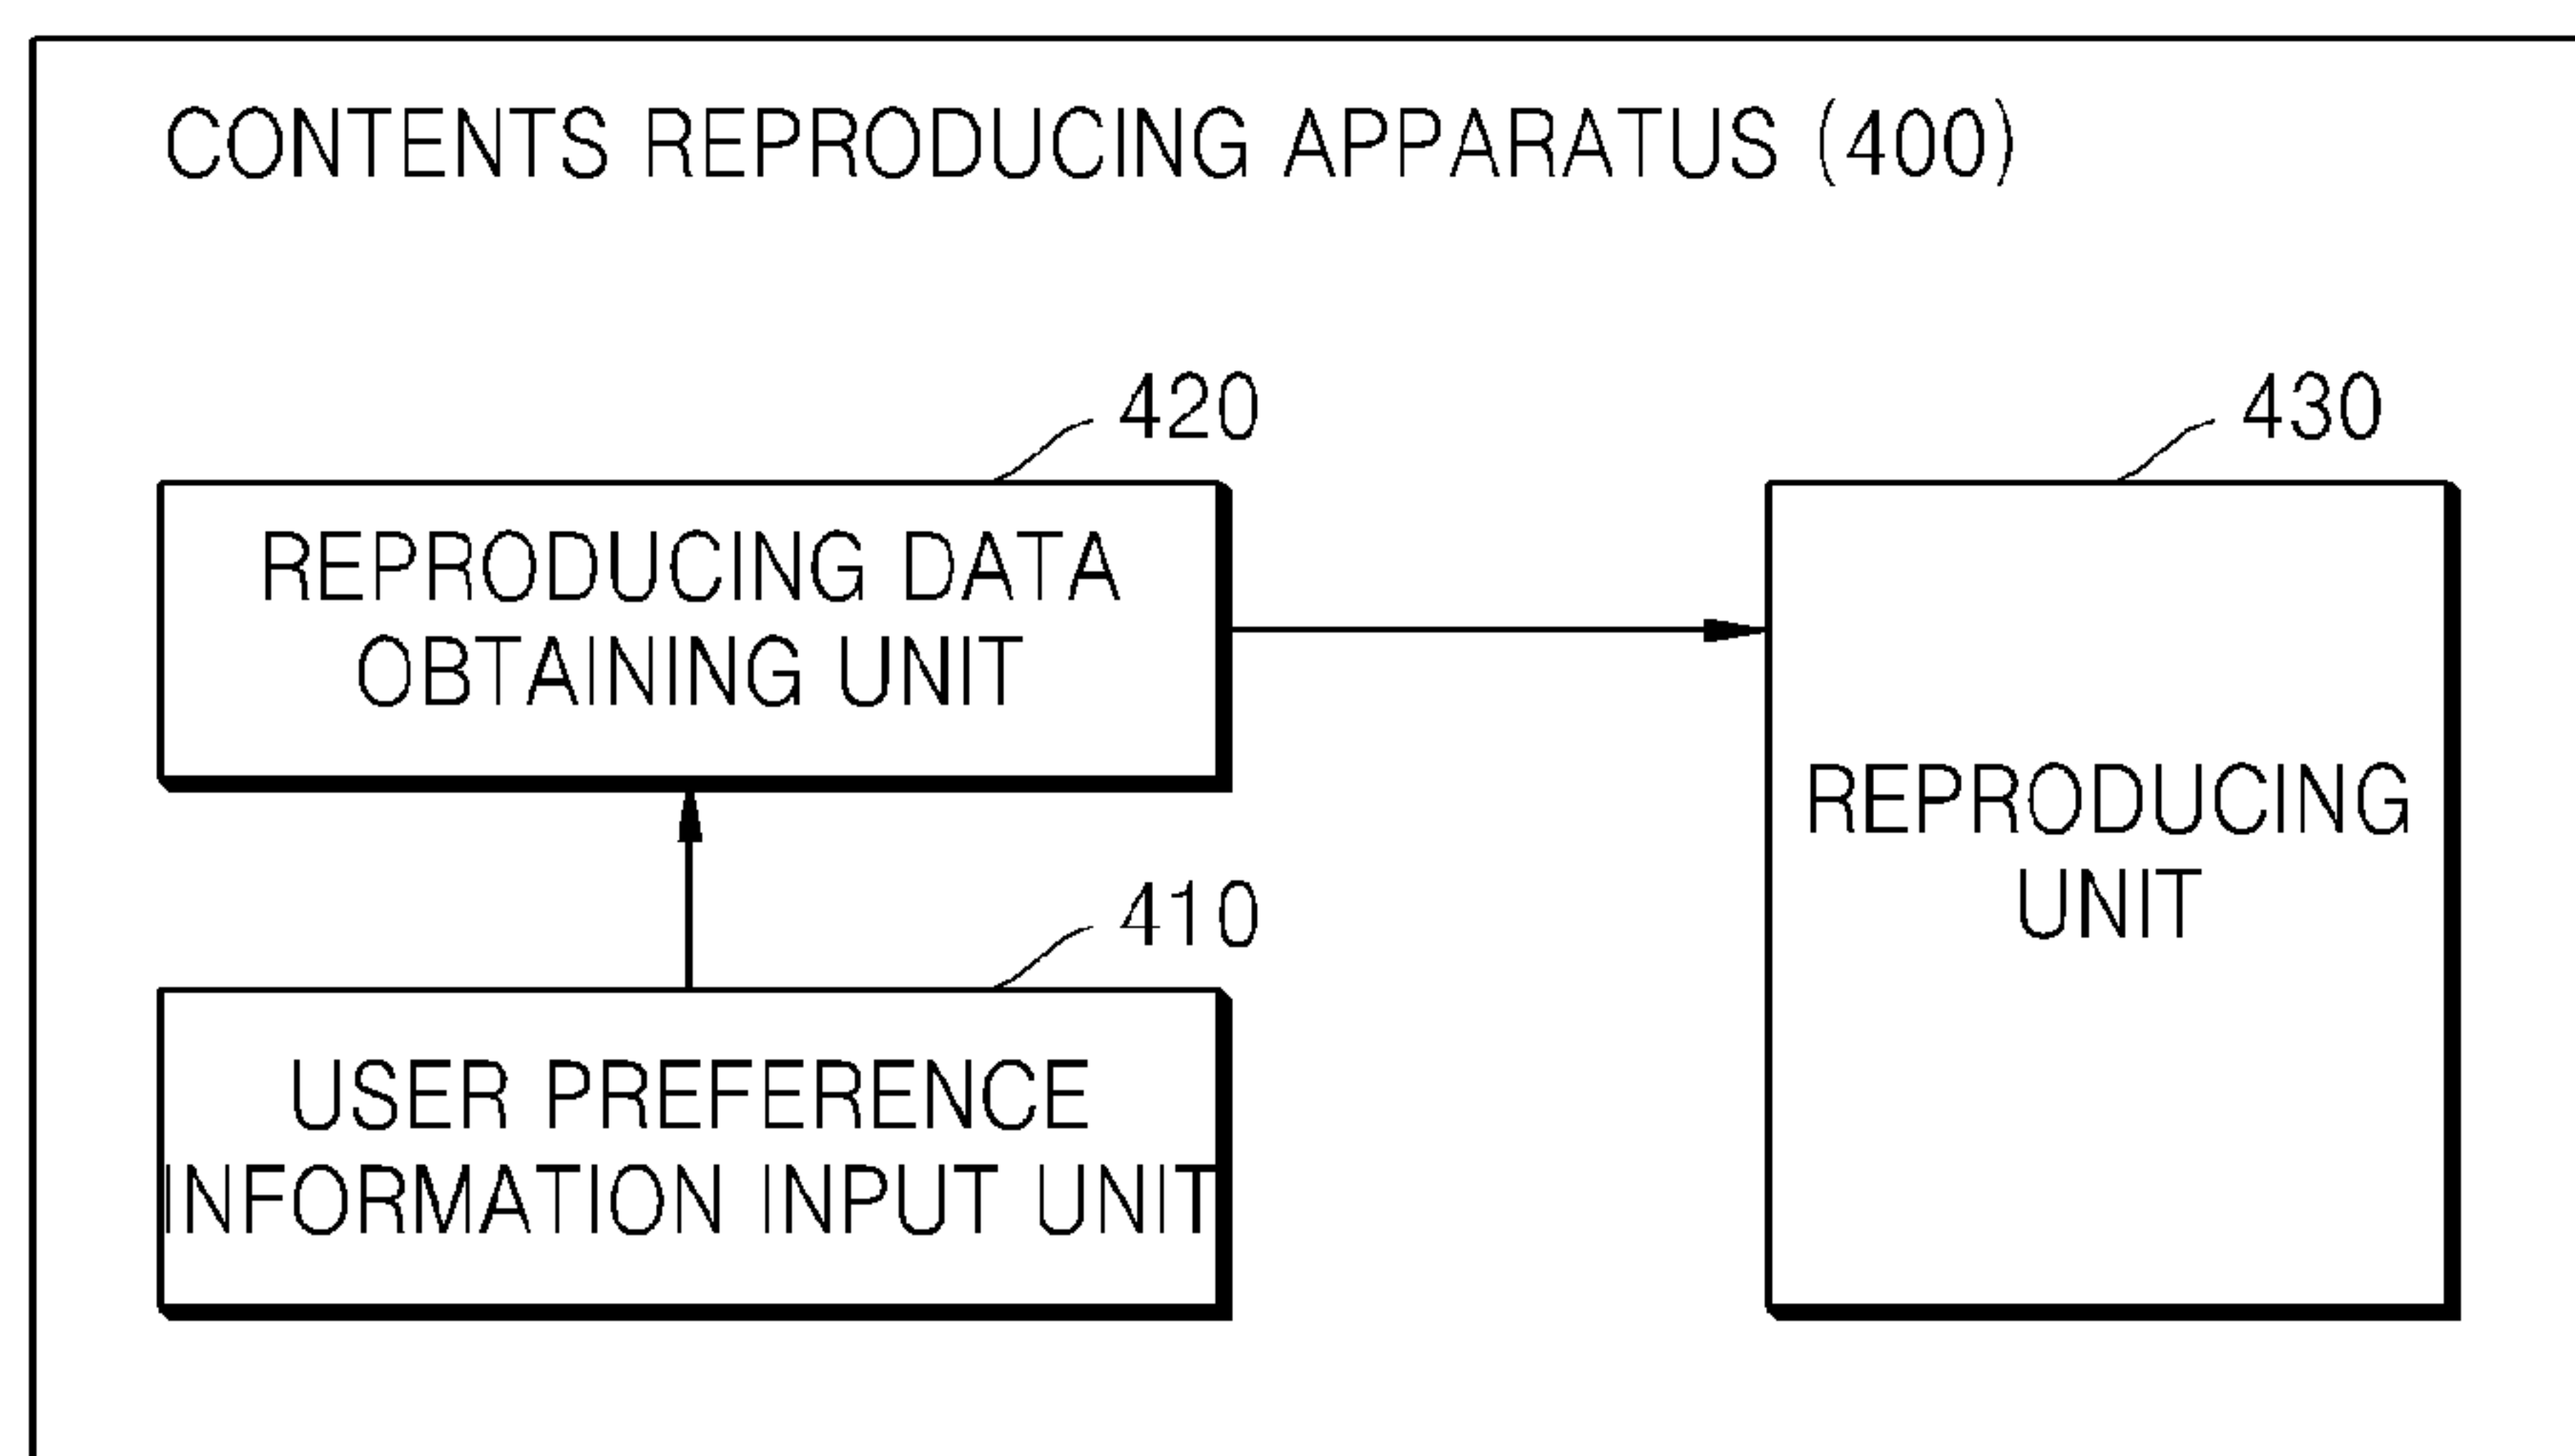 CONTENTS REPRODUCING APPARATUS (400)
420
REPRODUCING DATA
OBTAINING UNIT
410
USER PREFERENCE
INFORMATION INPUT UNIT
430
REPRODUCING
UNIT